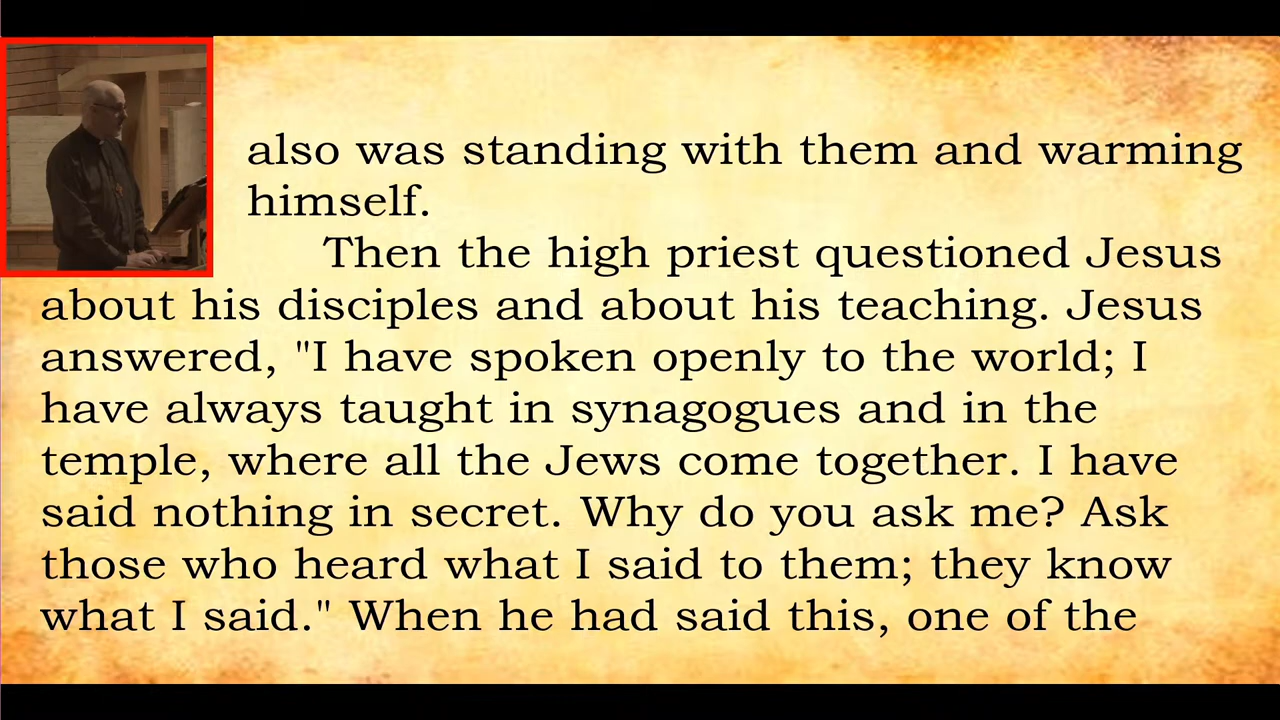 also was standing with them and warming
himself.
Then the high priest questioned Jesus
about his disciples and about his teaching. Jesus
answered, "I have spoken openly to the world; I
have always taught in synagogues and in the
temple, where all the Jews come together. I have
said nothing in secret. Why do you ask me? Ask
those who heard what I said to them; they know
what I said." When he had said this, one of the